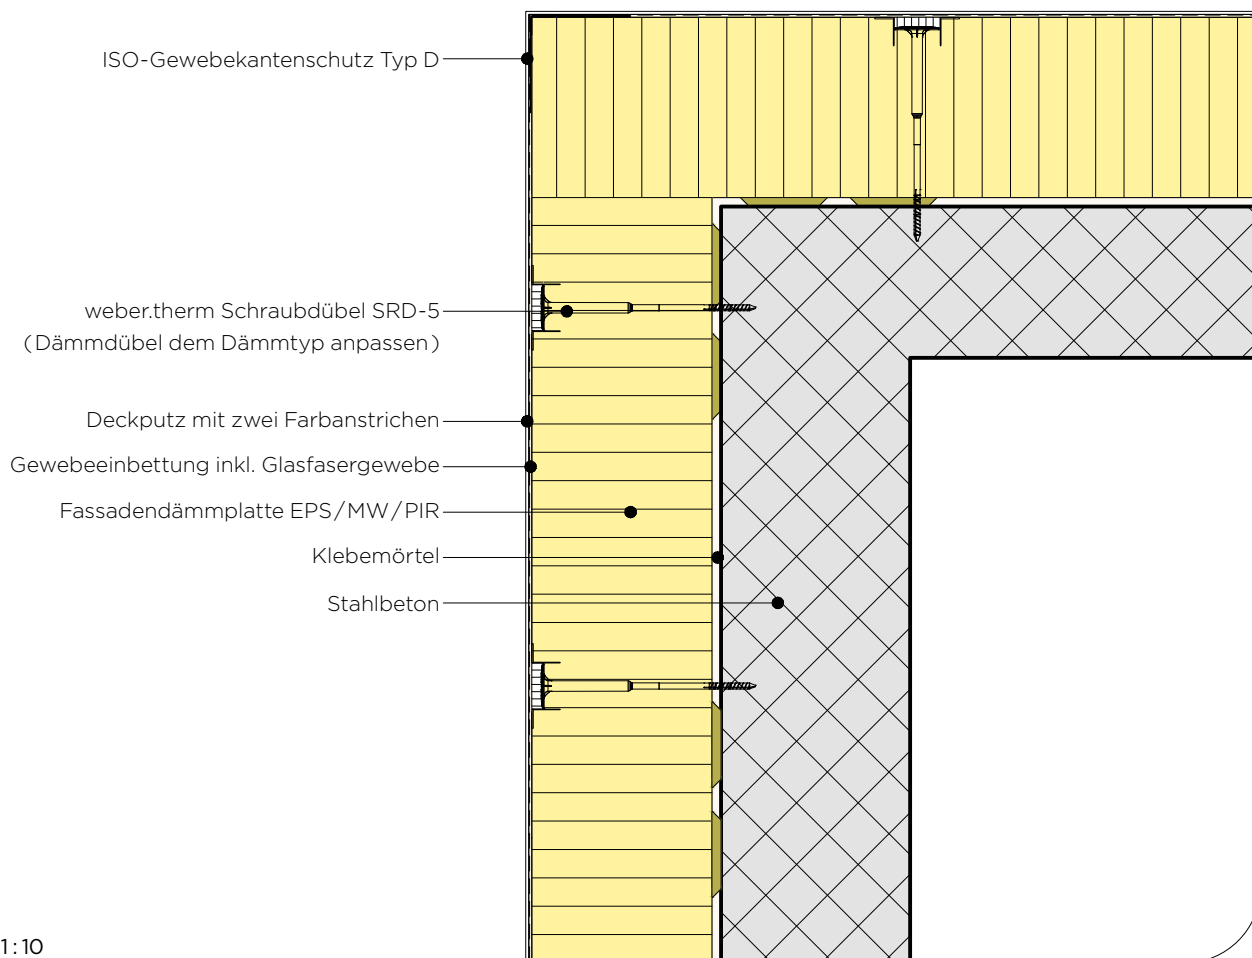 ISO-Gewebekantenschutz Typ D
weber.therm Schraubdübel SRD-5
(Dämmdübel dem Dämmtyp anpassen)
Deckputz mit zwei Farbanstrichen
Gewebeeinbettung inkl. Glasfasergewebe
Fassadendämmplatte EPS/MW/PIR
Klebemörtel
Stahlbeton
1:10